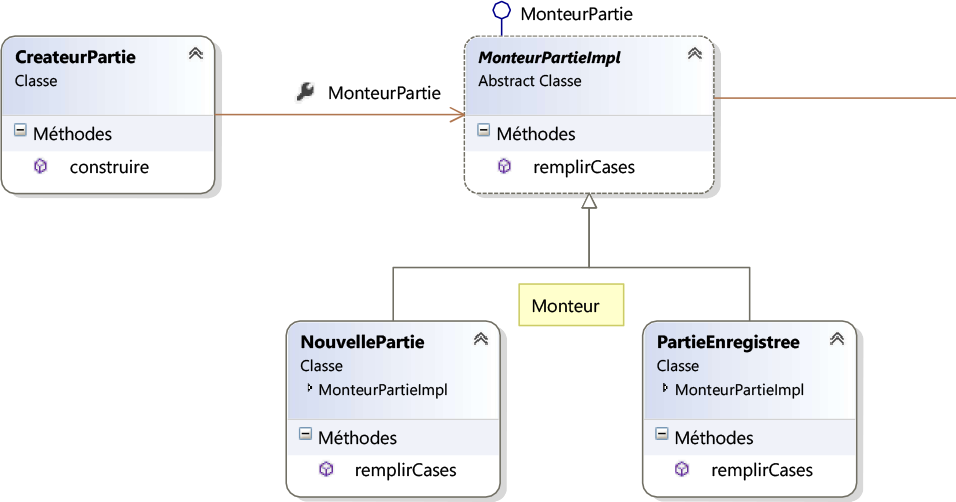 MonteurPartie
CreateurPartie
Classe
Méthodes
construire
MonteurPartie
MonteurPartieImpl
Abstract Classe
Méthodes
remplirCases
Monteur
NouvellePartie
Classe
MonteurPartieImpl
Méthodes
remplirCases
PartieEnregistree
Classe
MonteurPartieImpl
Méthodes
remplirCases